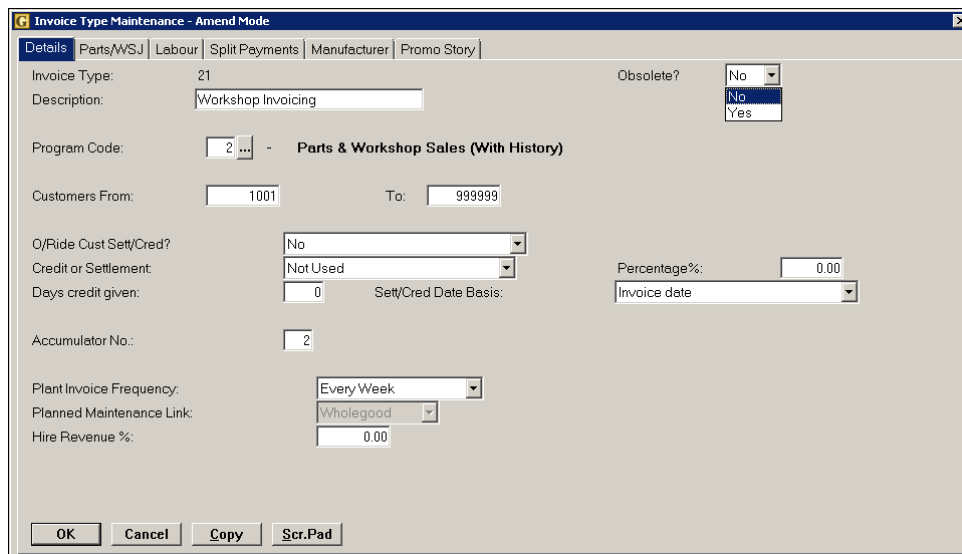 G Invoice Type Maintenance - Amend Mode
Details Parts/WSJ Labour Split Payments Manufacturer Promo Story
Invoice Type: 21 Obsolete? No
No
Yes
Description: Workshop Invoicing
Program Code: 2 ... - Parts & Workshop Sales (With History)
Customers From: 1001 To: 999999
O/Ride Cust Sett/Cred? No
Credit or Settlement: Not Used Percentage%: 0.00
Days credit given: 0 Sett/Cred Date Basis: Invoice date
Accumulator No.: 2
Plant Invoice Frequency: Every Week
Planned Maintenance Link: Wholegood
Hire Revenue %: 0.00
OK Cancel Copy Scr.Pad